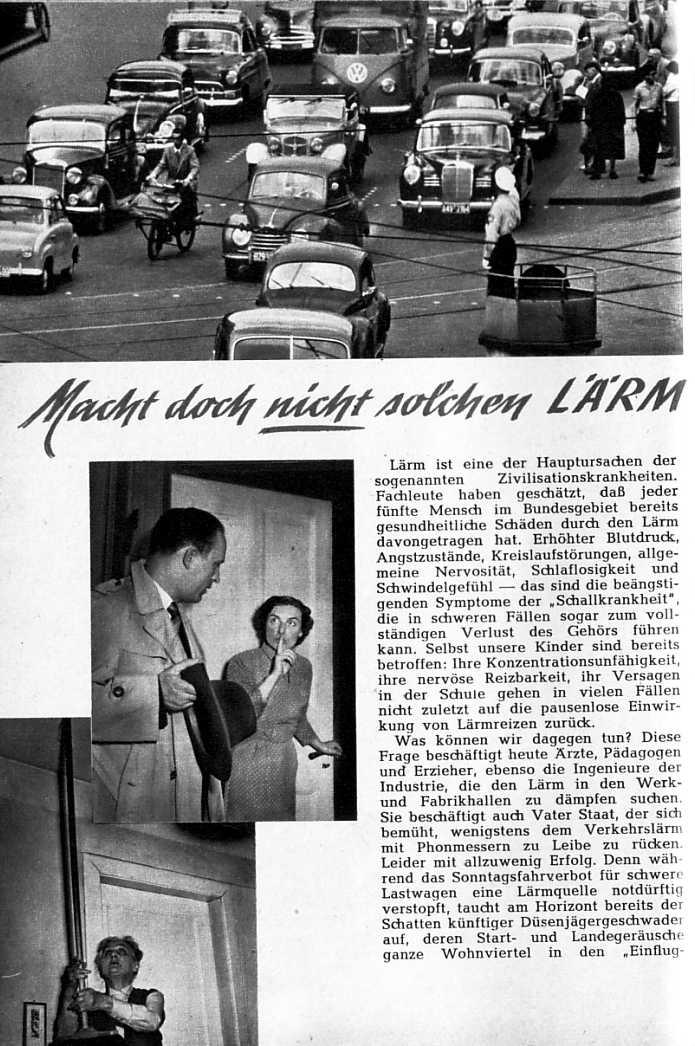 Macht doch nicht solchen LÄRM
Lärm ist eine der Hauptursachen der
sogenannten Zivilisationskrankheiten.
Fachleute haben geschätzt, daß jeder
fünfte Mensch im Bundesgebiet bereits
gesundheitliche Schäden durch den Lärm
davongetragen hat. Erhöhter Blutdruck,
Angstzustände, Kreislaufstörungen, allge-
meine Nervosität, Schlaflosigkeit und
Schwindelgefühl — das sind die beängsti-
genden Symptome der „Schallkrankheit",
die in schweren Fällen sogar zum voll-
ständigen Verlust des Gehörs führen
kann. Selbst unsere Kinder sind bereits
betroffen: Ihre Konzentrationsunfähigkeit,
ihre nervöse Reizbarkeit, ihr Versagen
in der Schule gehen in vielen Fällen
nicht zuletzt auf die pausenlose Einwir-
kung von Lärmreizen zurück.
Was können wir dagegen tun? Diese
Frage beschäftigt heute Ärzte, Pädagogen
und Erzieher, ebenso die Ingenieure der
Industrie, die den Lärm in den Werk-
und Fabrikhallen zu dämpfen suchen.
Sie beschäftigt auch Vater Staat, der sich
bemüht, wenigstens dem Verkehrslärm
mit Phonmessern zu Leibe zu rücken.
Leider mit allzuwenig Erfolg. Denn wäh-
rend das Sonntagsfahrverbot für schwere
Lastwagen eine Lärmquelle notdürftig
verstopft, taucht am Horizont bereits der
Schatten künftiger Düsenjägergeschwader
auf, deren Start- und Landegeräusche
ganze Wohnviertel in den „Einflug-